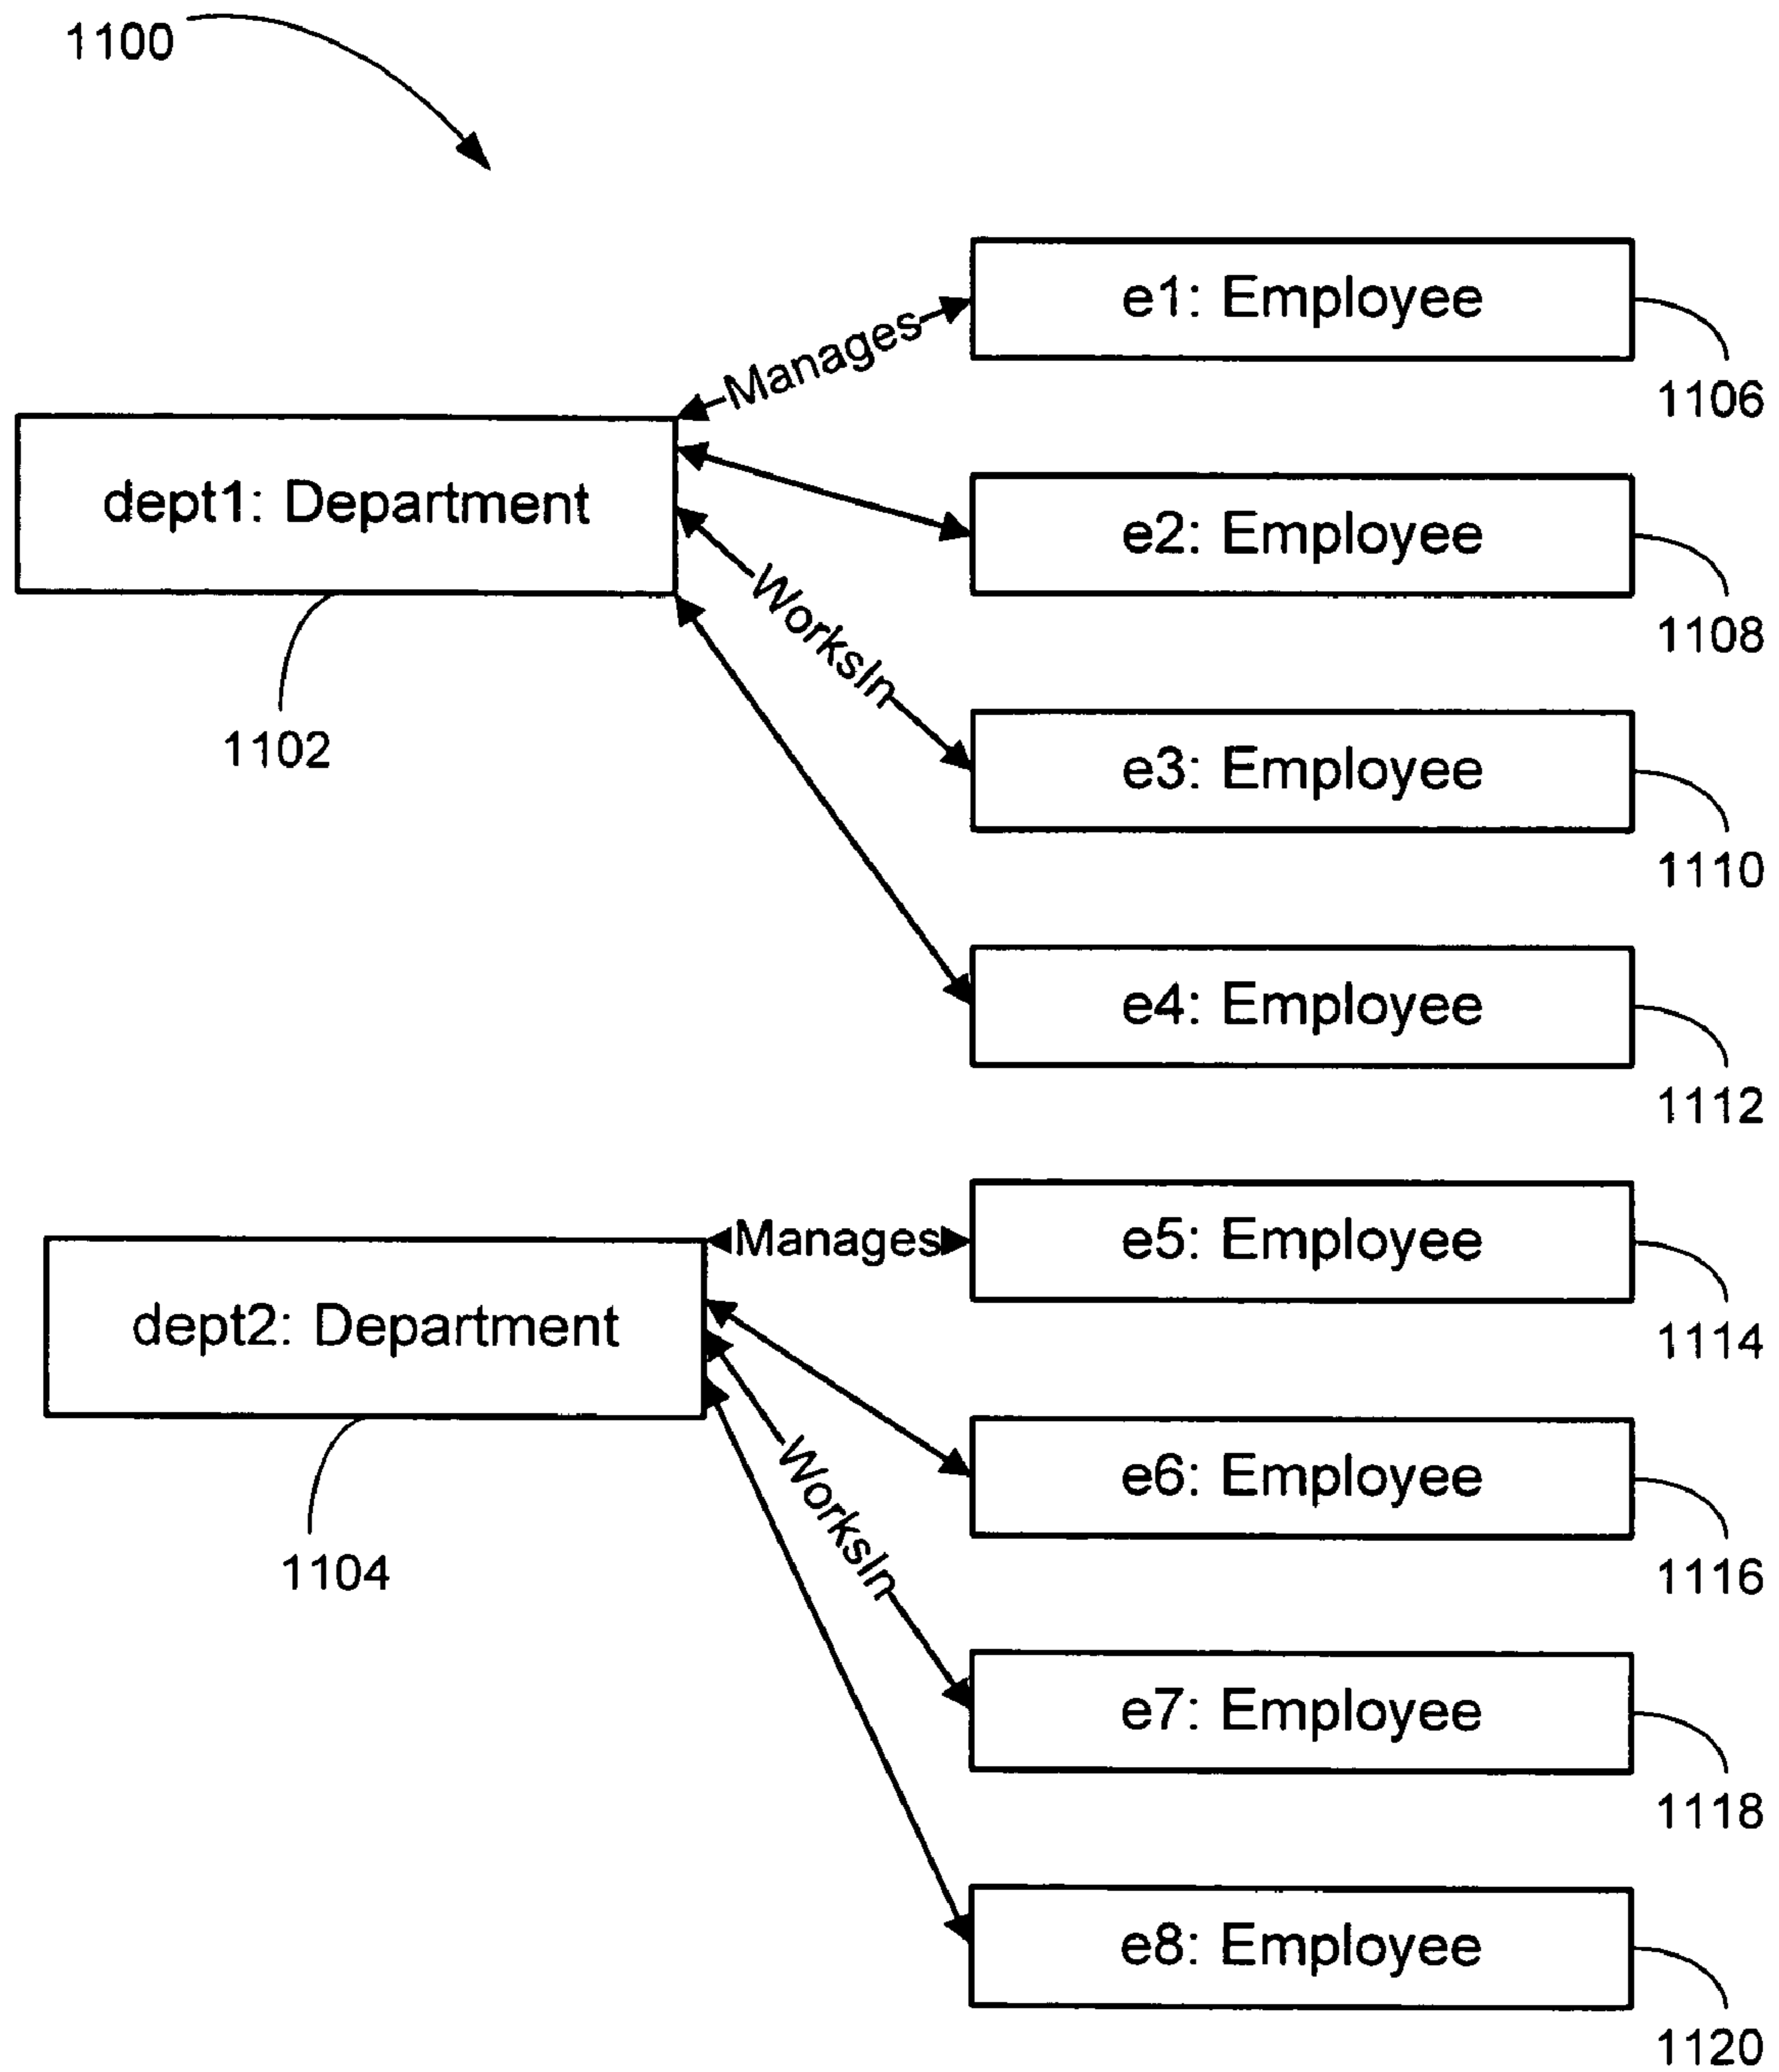 1100
e1: Employee
Manages
1106
dept1: Department
e2: Employee
1108
WorksIn
1102
e3: Employee
1110
e4: Employee
1112
Manages
e5: Employee
dept2: Department
1114
e6: Employee
WorksIn
1104
1116
e7: Employee
1118
e8: Employee
1120